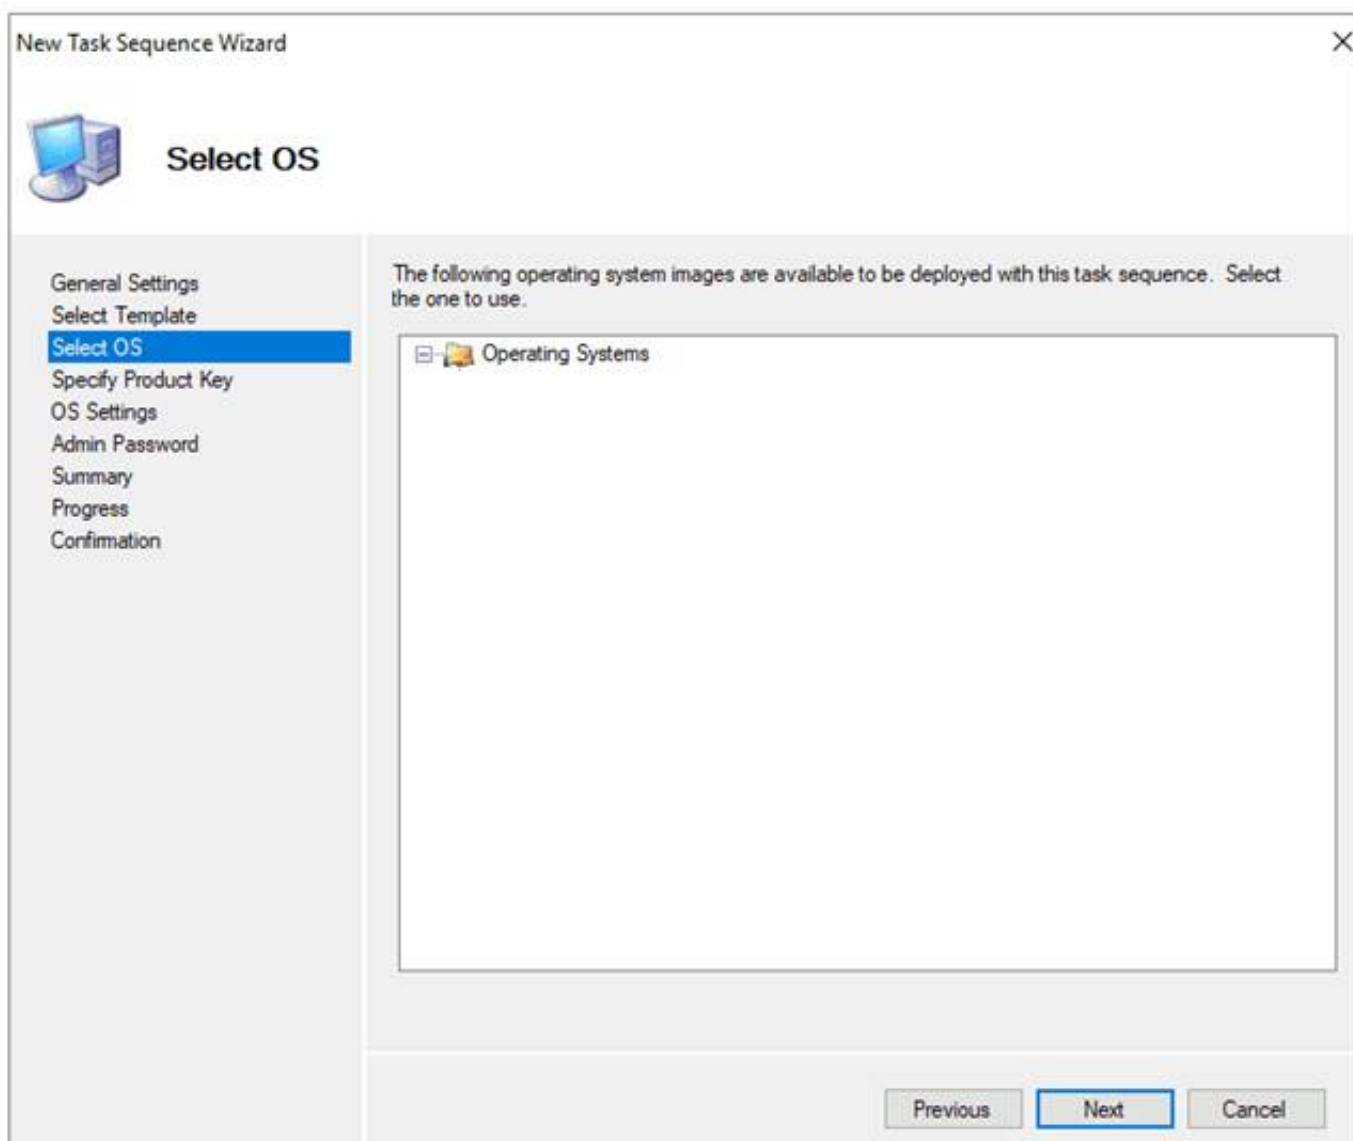 New Task Sequence Wizard
Select OS
General Settings
Select Template
Select OS
Specify Product Key
OS Settings
Admin Password
Summary
Progress
Confirmation
The following operating system images are available to be deployed with this task sequence.  Select
the one to use.
Operating Systems
Previous
Next
Cancel